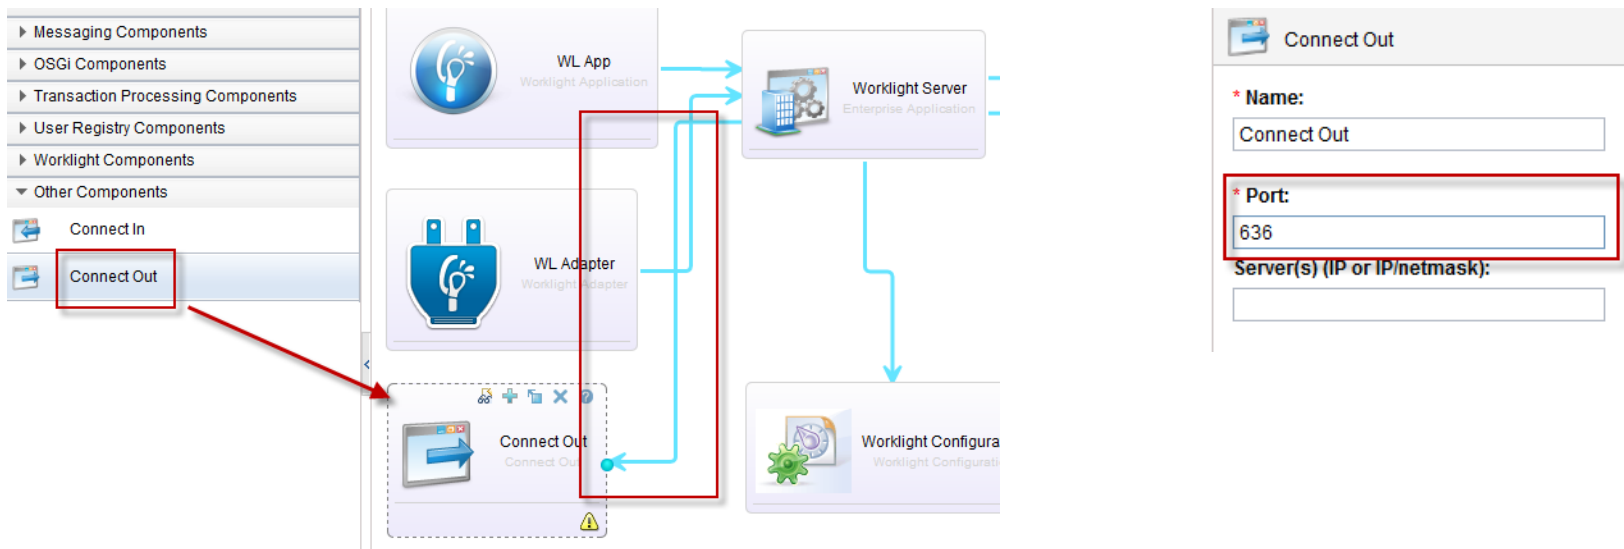 Messaging Components
OSGi Components
Transaction Processing Components
User Registry Components
Worklight Components
Other Components
Connect In
Connect Out
WL App
Worklight Application
Worklight Server
Enterprise Application
WL Adapter
Worklight Adapter
Connect Out
Connect Out
Worklight Configura
Worklight Configurati
Connect Out
* Name:
Connect Out
* Port:
636
Server(s) (IP or IP/netmask):